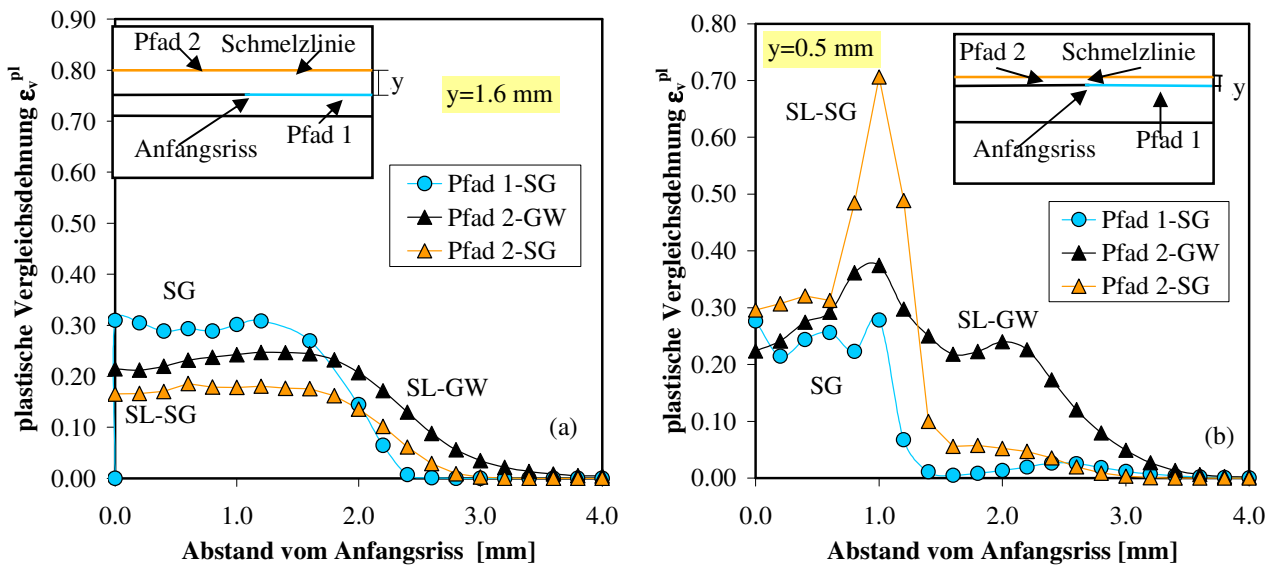 plastische Vergleichsdehnung εᵥᵖˡ
0.90
0.80
0.70
0.60
0.50
0.40
0.30
0.20
0.10
0.00
Pfad 2 Schmelzlinie
y
Anfangsriss Pfad 1
y=1.6 mm
Pfad 1-SG
Pfad 2-GW
Pfad 2-SG
SG
SL-GW
SL-SG
(a)
0.0 1.0 2.0 3.0 4.0
Abstand vom Anfangsriss [mm]
plastische Vergleichsdehnung εᵥᵖˡ
0.80
0.70
0.60
0.50
0.40
0.30
0.20
0.10
0.00
y=0.5 mm
Pfad 2 Schmelzlinie
y
Anfangsriss Pfad 1
SL-SG
Pfad 1-SG
Pfad 2-GW
Pfad 2-SG
SL-GW
SG
(b)
0.0 1.0 2.0 3.0 4.0
Abstand vom Anfangsriss [mm]